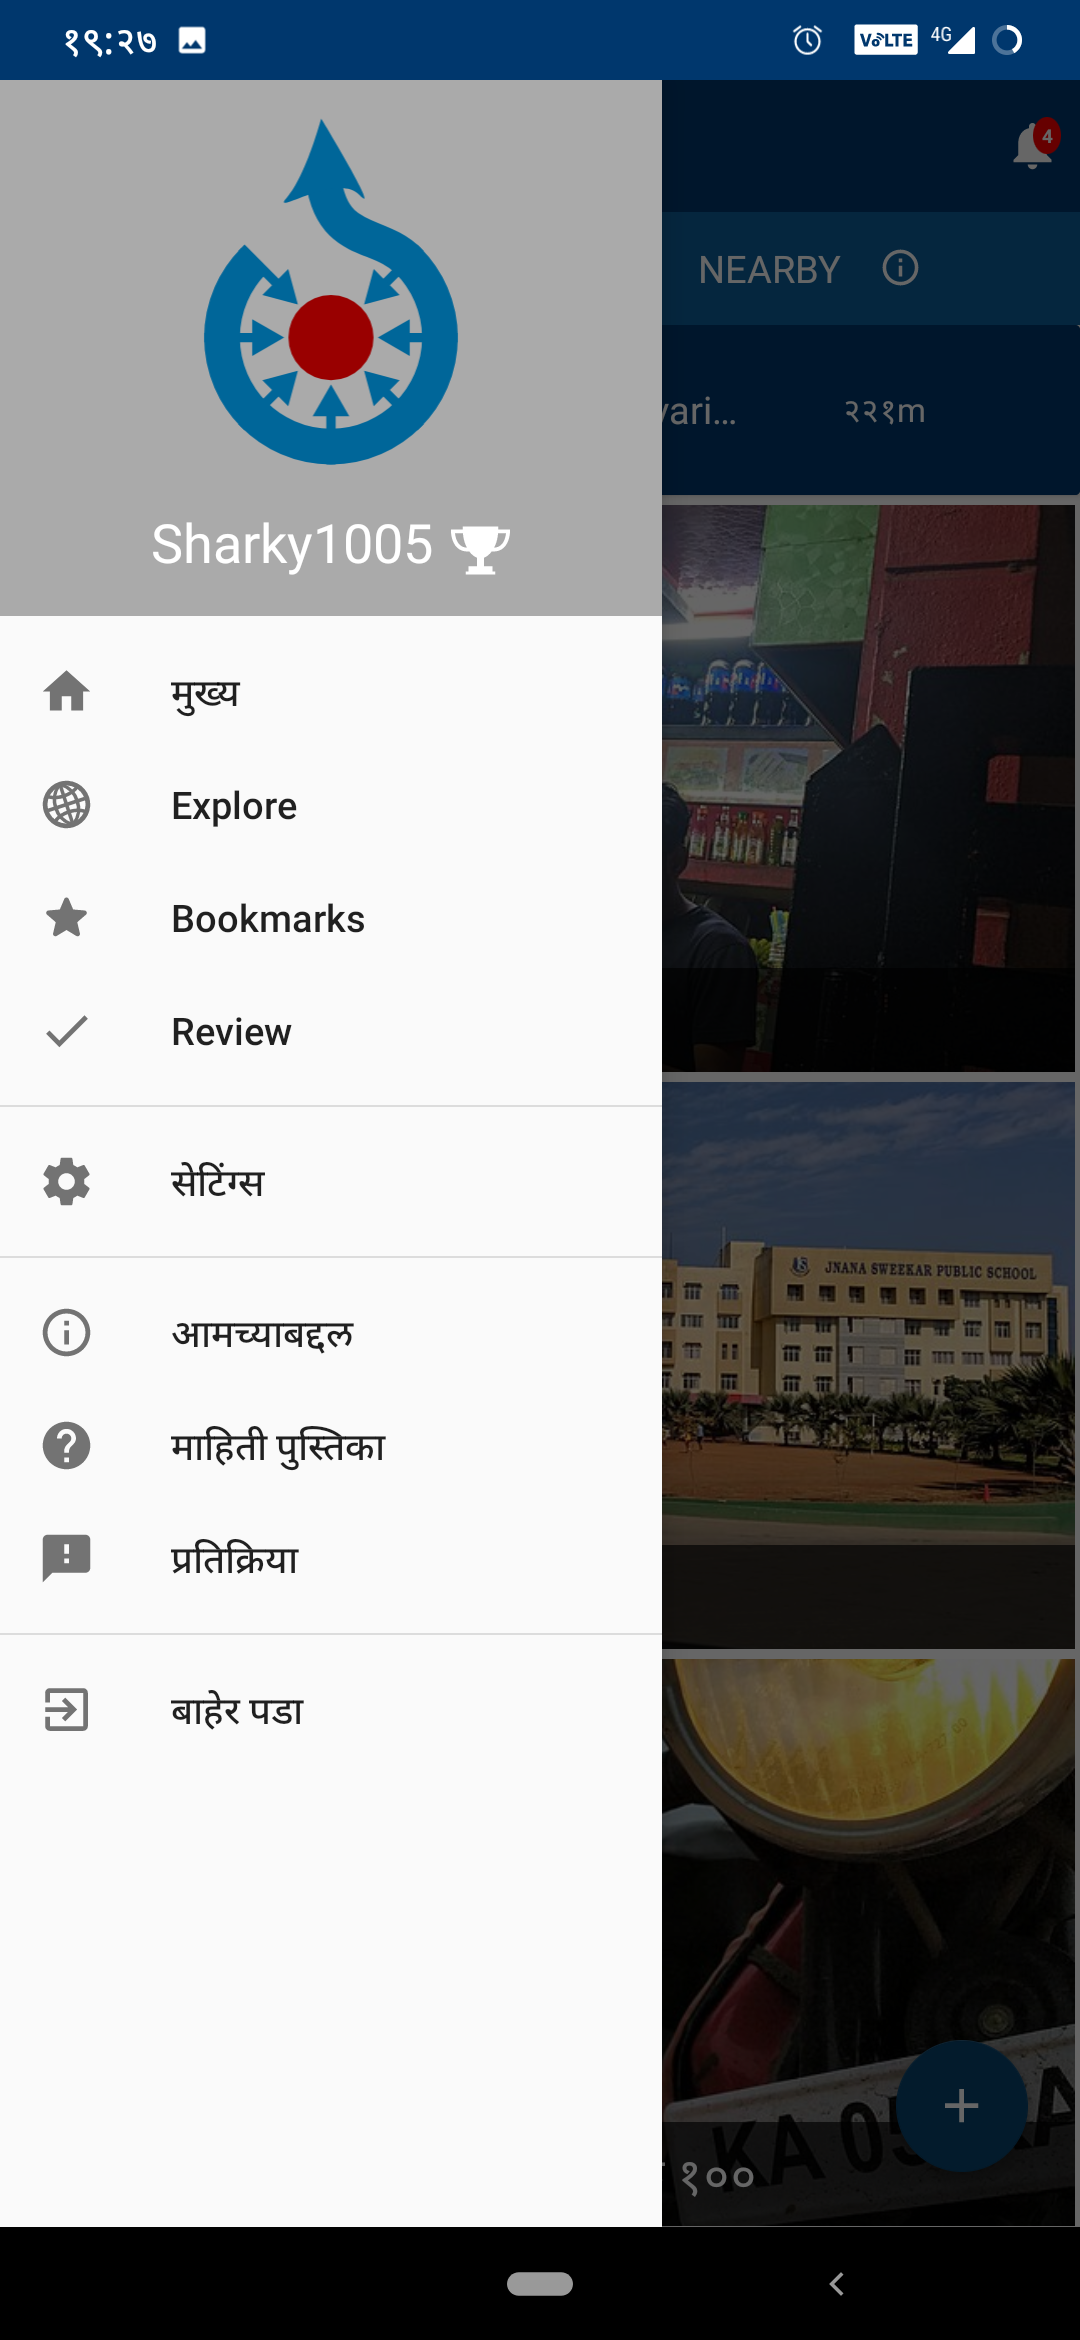 १९:२७
VoLTE
4G
4
NEARBY
vari...
२२१m
Sharky1005
मुख्य
Explore
Bookmarks
Review
सेटिंग्स
आमच्याबद्दल
माहिती पुस्तिका
प्रतिक्रिया
बाहेर पडा
JNANA SWEEKAR PUBLIC SCHOOL
KA 05
१००